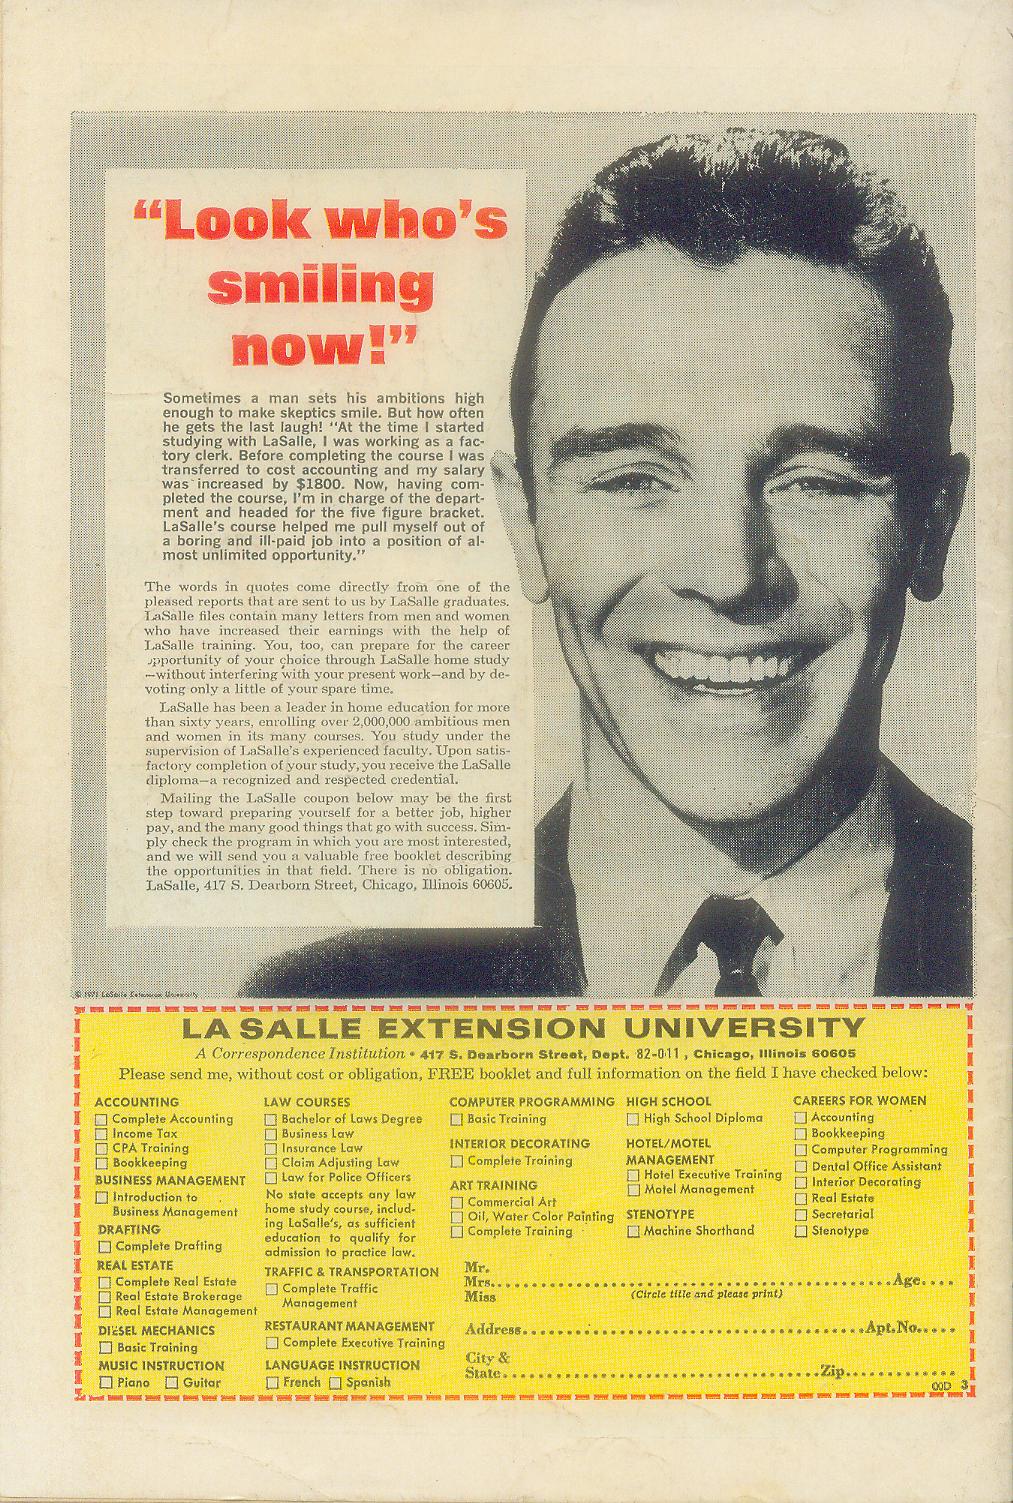 “Look who’s
smiling
now!”
Sometimes a man sets his ambitions high
enough to make skeptics smile. But how often
he gets the last laugh! “At the time I started
studying with LaSalle, I was working as a fac-
tory clerk. Before completing the course I was
transferred to cost accounting and my salary
was increased by $1800. Now, having com-
pleted the course, I’m in charge of the depart-
ment and headed for the five figure bracket.
LaSalle’s course helped me pull myself out of
a boring and ill-paid job into a position of al-
most unlimited opportunity.”
The words in quotes come directly from one of the
pleased reports that are sent to us by LaSalle graduates.
LaSalle files contain many letters from men and women
who have increased their earnings with the help of
LaSalle training. You, too, can prepare for the career
opportunity of your choice through LaSalle home study
—without interfering with your present work—and by de-
voting only a little of your spare time.
LaSalle has been a leader in home education for more
than sixty years, enrolling over 2,000,000 ambitious men
and women in its many courses. You study under the
supervision of LaSalle’s experienced faculty. Upon satis-
factory completion of your study, you receive the LaSalle
diploma—a recognized and respected credential.
Mailing the LaSalle coupon below may be the first
step toward preparing yourself for a better job, higher
pay, and the many good things that go with success. Sim-
ply check the program in which you are most interested,
and we will send you a valuable free booklet describing
the opportunities in that field. There is no obligation.
LaSalle, 417 S. Dearborn Street, Chicago, Illinois 60605.
© 1971 LaSalle Extension University
LA SALLE EXTENSION UNIVERSITY
A Correspondence Institution • 417 S. Dearborn Street, Dept. 82-011, Chicago, Illinois 60605
Please send me, without cost or obligation, FREE booklet and full information on the field I have checked below:
ACCOUNTING
Complete Accounting
Income Tax
CPA Training
Bookkeeping
BUSINESS MANAGEMENT
Introduction to
Business Management
DRAFTING
Complete Drafting
REAL ESTATE
Complete Real Estate
Real Estate Brokerage
Real Estate Management
DIESEL MECHANICS
Basic Training
MUSIC INSTRUCTION
Piano Guitar
LAW COURSES
Bachelor of Laws Degree
Business Law
Insurance Law
Claim Adjusting Law
Law for Police Officers
No state accepts any law
home study course, includ-
ing LaSalle’s, as sufficient
education to qualify for
admission to practice law.
TRAFFIC & TRANSPORTATION
Complete Traffic
Management
RESTAURANT MANAGEMENT
Complete Executive Training
LANGUAGE INSTRUCTION
French Spanish
COMPUTER PROGRAMMING
Basic Training
INTERIOR DECORATING
Complete Training
ART TRAINING
Commercial Art
Oil, Water Color Painting
Complete Training
HIGH SCHOOL
High School Diploma
HOTEL/MOTEL
MANAGEMENT
Hotel Executive Training
Motel Management
STENOTYPE
Machine Shorthand
CAREERS FOR WOMEN
Accounting
Bookkeeping
Computer Programming
Dental Office Assistant
Interior Decorating
Real Estate
Secretarial
Stenotype
Mr.
Mrs. Age
Miss (Circle title and please print)
Address Apt. No.
City &
State Zip
OOD 3